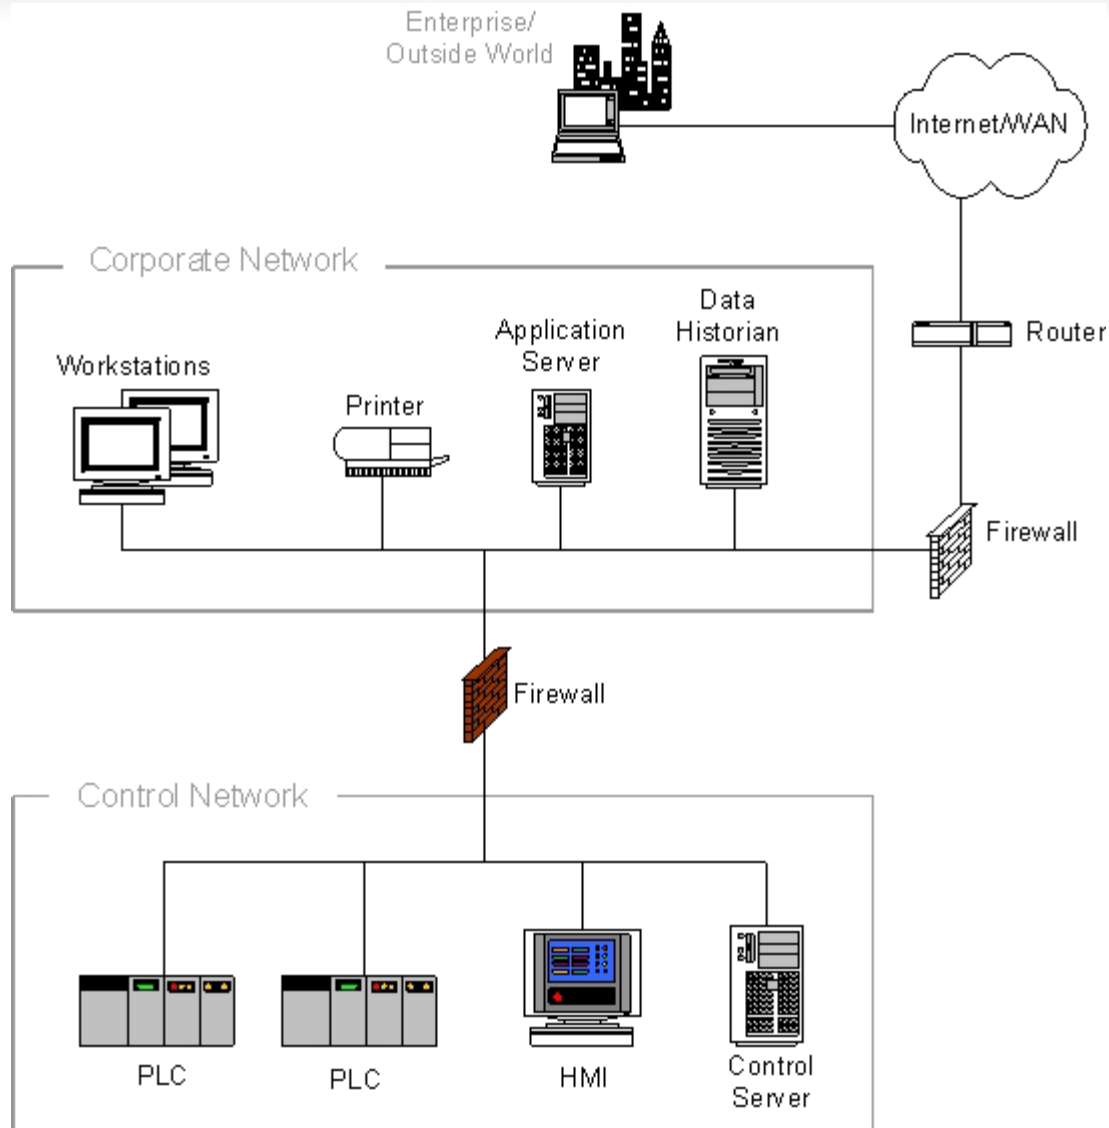 Enterprise/
Outside World
Internet/WAN
Corporate Network
Data
Historian
Application
Server
Router
Workstations
Printer
Firewall
Firewall
Control Network
PLC
PLC
HMI
Control
Server